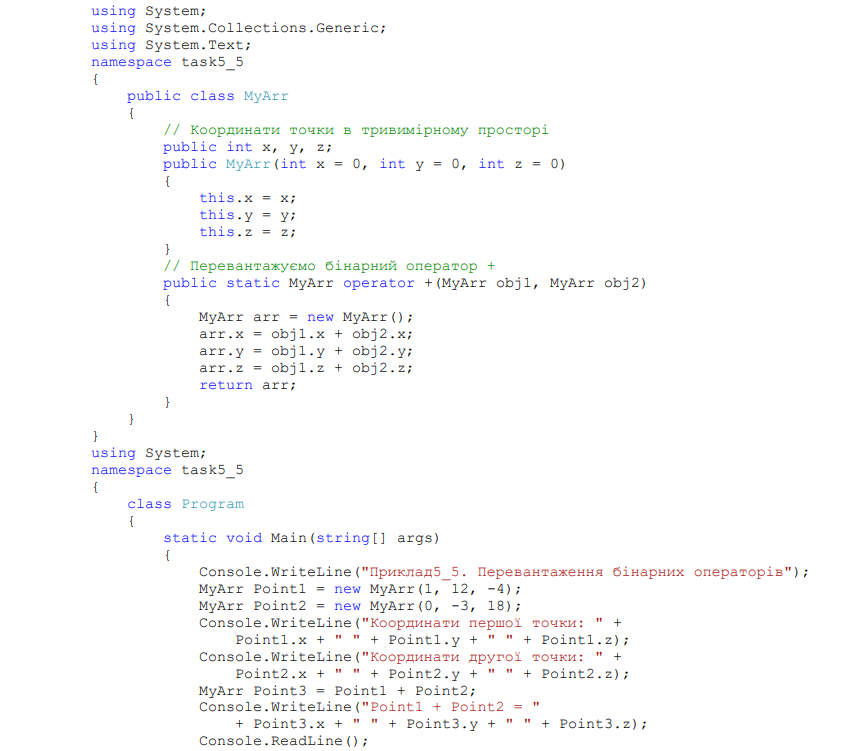 using System;
using System.Collections.Generic;
using System.Text;
namespace task5_5
{
    public class MyArr
    {
        // Координати точки в тривимірному просторі
        public int x, y, z;
        public MyArr(int x = 0, int y = 0, int z = 0)
        {
            this.x = x;
            this.y = y;
            this.z = z;
        }
        // Перевантажуємо бінарний оператор +
        public static MyArr operator +(MyArr obj1, MyArr obj2)
        {
            MyArr arr = new MyArr();
            arr.x = obj1.x + obj2.x;
            arr.y = obj1.y + obj2.y;
            arr.z = obj1.z + obj2.z;
            return arr;
        }
    }
}
using System;
namespace task5_5
{
    class Program
    {
        static void Main(string[] args)
        {
            Console.WriteLine("Приклад5_5. Перевантаження бінарних операторів");
            MyArr Point1 = new MyArr(1, 12, -4);
            MyArr Point2 = new MyArr(0, -3, 18);
            Console.WriteLine("Координати першої точки: " +
                Point1.x + " " + Point1.y + " " + Point1.z);
            Console.WriteLine("Координати другої точки: " +
                Point2.x + " " + Point2.y + " " + Point2.z);
            MyArr Point3 = Point1 + Point2;
            Console.WriteLine("Point1 + Point2 = "
                + Point3.x + " " + Point3.y + " " + Point3.z);
            Console.ReadLine();